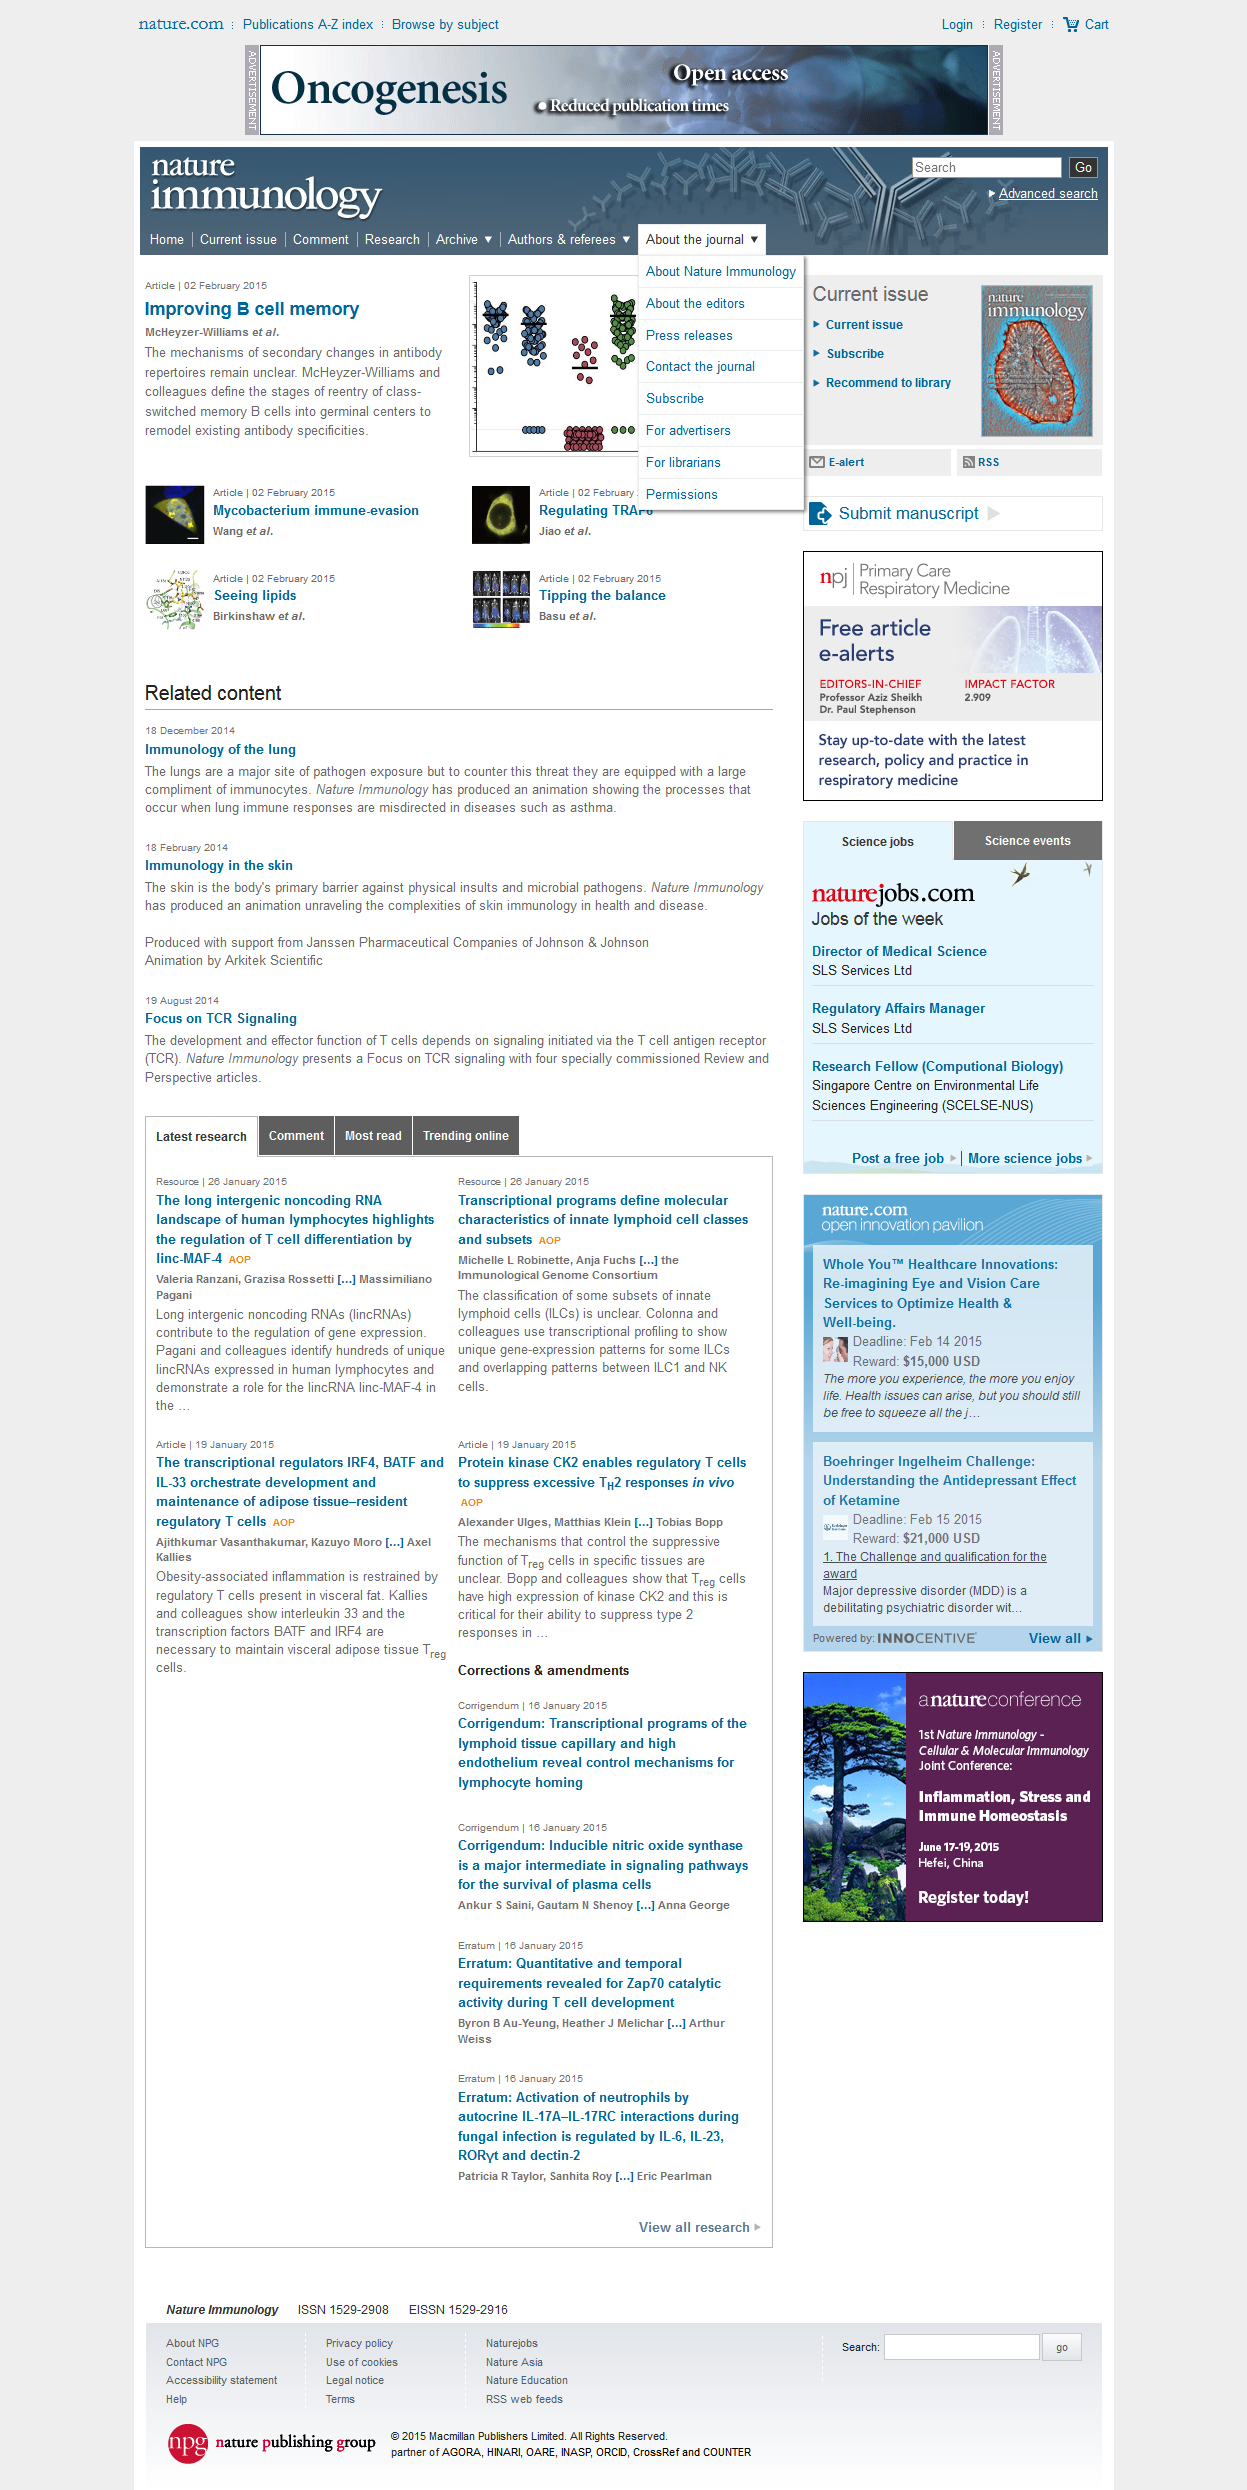 nature.com
Publications A-Z index
Browse by subject
Login
Register
Cart
ADVERTISEMENT
Oncogenesis
Open access
Reduced publication times
ADVERTISEMENT
nature
immunology
Search
Go
Advanced search
Home
Current issue
Comment
Research
Archive
Authors & referees
About the journal
About Nature Immunology
About the editors
Press releases
Contact the journal
Subscribe
For advertisers
For librarians
Permissions
Article | 02 February 2015
Improving B cell memory
McHeyzer-Williams et al.
The mechanisms of secondary changes in antibody
repertoires remain unclear. McHeyzer-Williams and
colleagues define the stages of reentry of class-
switched memory B cells into germinal centers to
remodel existing antibody specificities.
Article | 02 February 2015
Mycobacterium immune-evasion
Wang et al.
Article | 02 February
Regulating TRAF6
Jiao et al.
Article | 02 February 2015
Seeing lipids
Birkinshaw et al.
Article | 02 February 2015
Tipping the balance
Basu et al.
Related content
18 December 2014
Immunology of the lung
The lungs are a major site of pathogen exposure but to counter this threat they are equipped with a large
compliment of immunocytes. Nature Immunology has produced an animation showing the processes that
occur when lung immune responses are misdirected in diseases such as asthma.
18 February 2014
Immunology in the skin
The skin is the body's primary barrier against physical insults and microbial pathogens. Nature Immunology
has produced an animation unraveling the complexities of skin immunology in health and disease.
Produced with support from Janssen Pharmaceutical Companies of Johnson & Johnson
Animation by Arkitek Scientific
19 August 2014
Focus on TCR Signaling
The development and effector function of T cells depends on signaling initiated via the T cell antigen receptor
(TCR). Nature Immunology presents a Focus on TCR signaling with four specially commissioned Review and
Perspective articles.
Latest research
Comment
Most read
Trending online
Resource | 26 January 2015
The long intergenic noncoding RNA
landscape of human lymphocytes highlights
the regulation of T cell differentiation by
linc-MAF-4 AOP
Valeria Ranzani, Grazisa Rossetti [...] Massimiliano
Pagani
Long intergenic noncoding RNAs (lincRNAs)
contribute to the regulation of gene expression.
Pagani and colleagues identify hundreds of unique
lincRNAs expressed in human lymphocytes and
demonstrate a role for the lincRNA linc-MAF-4 in
the …
Resource | 26 January 2015
Transcriptional programs define molecular
characteristics of innate lymphoid cell classes
and subsets AOP
Michelle L Robinette, Anja Fuchs [...] the
Immunological Genome Consortium
The classification of some subsets of innate
lymphoid cells (ILCs) is unclear. Colonna and
colleagues use transcriptional profiling to show
unique gene-expression patterns for some ILCs
and overlapping patterns between ILC1 and NK
cells.
Article | 19 January 2015
The transcriptional regulators IRF4, BATF and
IL-33 orchestrate development and
maintenance of adipose tissue–resident
regulatory T cells AOP
Ajithkumar Vasanthakumar, Kazuyo Moro [...] Axel
Kallies
Obesity-associated inflammation is restrained by
regulatory T cells present in visceral fat. Kallies
and colleagues show interleukin 33 and the
transcription factors BATF and IRF4 are
necessary to maintain visceral adipose tissue Treg
cells.
Article | 19 January 2015
Protein kinase CK2 enables regulatory T cells
to suppress excessive TH2 responses in vivo
AOP
Alexander Ulges, Matthias Klein [...] Tobias Bopp
The mechanisms that control the suppressive
function of Treg cells in specific tissues are
unclear. Bopp and colleagues show that Treg cells
have high expression of kinase CK2 and this is
critical for their ability to suppress type 2
responses in …
Corrections & amendments
Corrigendum | 16 January 2015
Corrigendum: Transcriptional programs of the
lymphoid tissue capillary and high
endothelium reveal control mechanisms for
lymphocyte homing
Corrigendum | 16 January 2015
Corrigendum: Inducible nitric oxide synthase
is a major intermediate in signaling pathways
for the survival of plasma cells
Ankur S Saini, Gautam N Shenoy [...] Anna George
Erratum | 16 January 2015
Erratum: Quantitative and temporal
requirements revealed for Zap70 catalytic
activity during T cell development
Byron B Au-Yeung, Heather J Melichar [...] Arthur
Weiss
Erratum | 16 January 2015
Erratum: Activation of neutrophils by
autocrine IL-17A–IL-17RC interactions during
fungal infection is regulated by IL-6, IL-23,
RORγt and dectin-2
Patricia R Taylor, Sanhita Roy [...] Eric Pearlman
View all research
Current issue
Current issue
Subscribe
Recommend to library
nature
immunology
E-alert
RSS
Submit manuscript
npj Primary Care
Respiratory Medicine
Free article
e-alerts
EDITORS-IN-CHIEF
Professor Aziz Sheikh
Dr. Paul Stephenson
IMPACT FACTOR
2.909
Stay up-to-date with the latest
research, policy and practice in
respiratory medicine
Science jobs
Science events
naturejobs.com
Jobs of the week
Director of Medical Science
SLS Services Ltd
Regulatory Affairs Manager
SLS Services Ltd
Research Fellow (Computional Biology)
Singapore Centre on Environmental Life
Sciences Engineering (SCELSE-NUS)
Post a free job
More science jobs
nature.com
open innovation pavilion
Whole You™ Healthcare Innovations:
Re-imagining Eye and Vision Care
Services to Optimize Health &
Well-being.
Deadline: Feb 14 2015
Reward: $15,000 USD
The more you experience, the more you enjoy
life. Health issues can arise, but you should still
be free to squeeze all the j…
Boehringer Ingelheim Challenge:
Understanding the Antidepressant Effect
of Ketamine
Deadline: Feb 15 2015
Reward: $21,000 USD
1. The Challenge and qualification for the
award
Major depressive disorder (MDD) is a
debilitating psychiatric disorder wit…
Powered by: INNOCENTIVE
View all
a natureconference
1st Nature Immunology -
Cellular & Molecular Immunology
Joint Conference:
Inflammation, Stress and
Immune Homeostasis
June 17-19, 2015
Hefei, China
Register today!
Nature Immunology
ISSN 1529-2908
EISSN 1529-2916
About NPG
Contact NPG
Accessibility statement
Help
Privacy policy
Use of cookies
Legal notice
Terms
Naturejobs
Nature Asia
Nature Education
RSS web feeds
Search:
go
npg nature publishing group
© 2015 Macmillan Publishers Limited. All Rights Reserved.
partner of AGORA, HINARI, OARE, INASP, ORCID, CrossRef and COUNTER